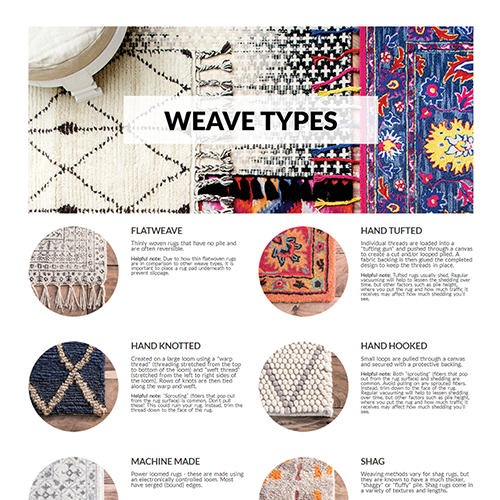 WEAVE TYPES
FLATWEAVE
Thinly woven rugs that have no pile and
are often reversible.
Helpful note: Due to how thin flatwoven rugs
are in comparison to other weave types, it is
important to place a rug pad underneath to
prevent slippage.
HAND TUFTED
Individual threads are loaded into a
"tufting gun" and pushed through a canvas
to create a cut and/or looped piled. A
fabric backing is then glued the completed
design to keep the threads in place.
Helpful note: Tufted rugs usually shed. Regular
vacuuming will help to lessen the shedding over
time, but other factors such as pile height,
where you put the rug and how much traffic it
receives may affect how much shedding you'll
see.
HAND KNOTTED
Created on a large loom using a "warp
thread" (threading stretched from the top
to bottom of the loom) and "weft thread"
(stretched from the left to right sides of
the loom). Rows of knots are then tied
along the warp and weft.
Helpful note: "Sprouting" (fibers that pop out
from the rug surface) is common. Don't pull
these! This could ruin your rug. Instead, trim the
thread down to the face of the rug.
HAND HOOKED
Small loops are pulled through a canvas
and secured with a protective backing.
Helpful note: Both "sprouting" (fibers that pop
out from the rug surface) and shedding are
common. Avoid pulling on any sprouted fibers.
Instead, trim down to the face of the rug. Regular
vacuuming will help to lessen the shedding
over time, but other factors such as pile height,
where you put the rug and how much traffic it
receives may affect how much shedding you'll
see.
MACHINE MADE
Power loomed rugs - these are made using
an electronically controlled loom. Most
have serged (bound) edges.
SHAG
Weaving methods vary for shag rugs, but
they are known to have a much thicker,
"shaggy" or "fluffy" pile. Shag rugs come in
a variety of textures and lengths.